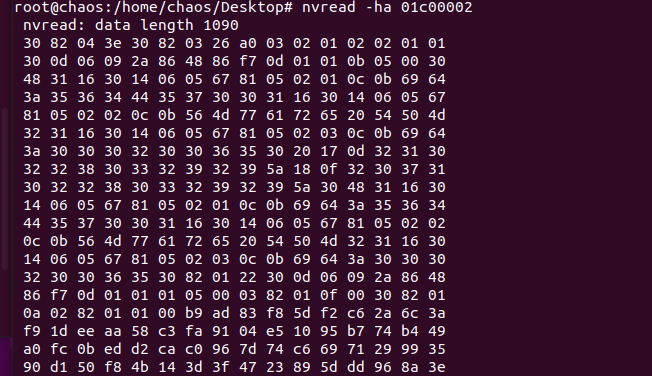 root@chaos:/home/chaos/Desktop# nvread -ha 01c00002
nvread: data length 1090
30 82 04 3e 30 82 03 26 a0 03 02 01 02 02 01 01
30 0d 06 09 2a 86 48 86 f7 0d 01 01 0b 05 00 30
48 31 16 30 14 06 05 67 81 05 02 01 0c 0b 69 64
3a 35 36 34 44 35 37 30 30 31 16 30 14 06 05 67
81 05 02 02 0c 0b 56 4d 77 61 72 65 20 54 50 4d
32 31 16 30 14 06 05 67 81 05 02 03 0c 0b 69 64
3a 30 30 30 32 30 30 36 35 30 20 17 0d 32 31 30
32 32 38 30 33 32 39 32 39 5a 18 0f 32 30 37 31
30 32 32 38 30 33 32 39 32 39 5a 30 48 31 16 30
14 06 05 67 81 05 02 01 0c 0b 69 64 3a 35 36 34
44 35 37 30 30 31 16 30 14 06 05 67 81 05 02 02
0c 0b 56 4d 77 61 72 65 20 54 50 4d 32 31 16 30
14 06 05 67 81 05 02 03 0c 0b 69 64 3a 30 30 30
32 30 30 36 35 30 82 01 22 30 0d 06 09 2a 86 48
86 f7 0d 01 01 01 05 00 03 82 01 0f 00 30 82 01
0a 02 82 01 01 00 b9 ad 83 f8 5d f2 c6 2a 6c 3a
f9 1d ee aa 58 c3 fa 91 04 e5 10 95 b7 74 b4 49
a0 fc 0b ed d2 ca c0 96 7d 74 c6 69 71 29 99 35
90 d1 50 f8 4b 14 3d 3f 47 23 89 5d dd 96 8a 3e